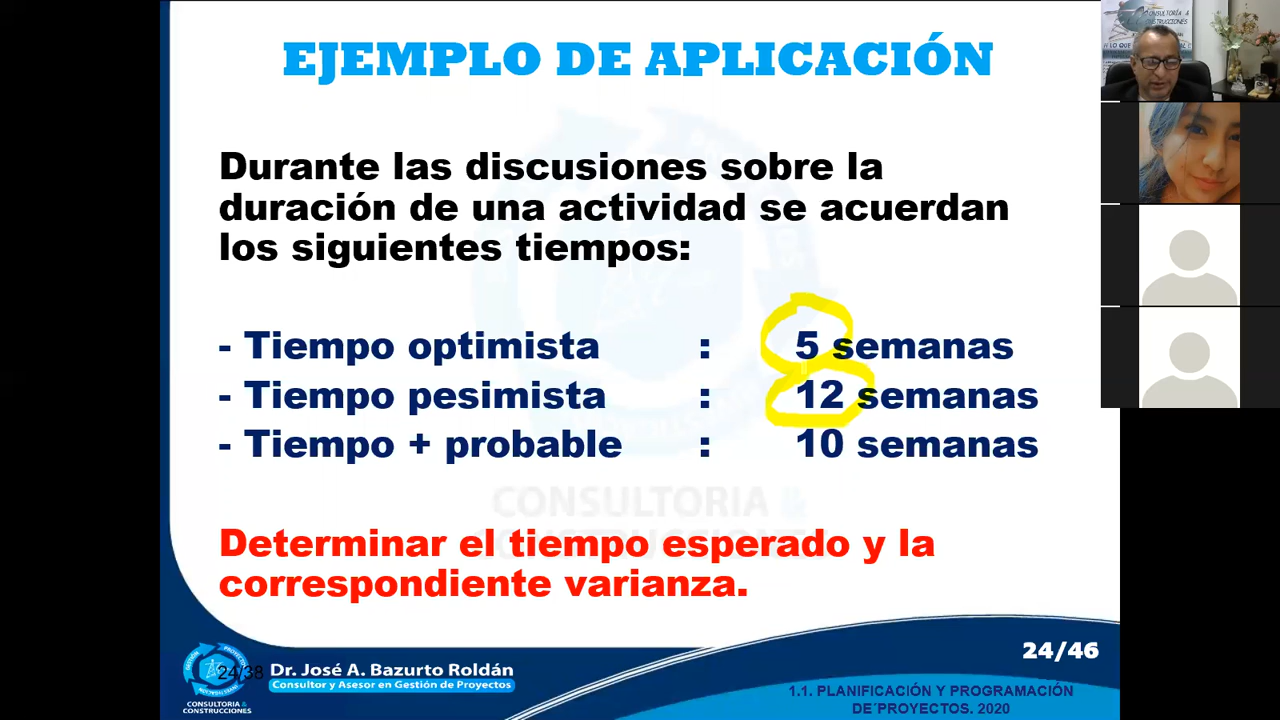 EJEMPLO DE APLICACIÓN
Durante las discusiones sobre la
duración de una actividad se acuerdan
los siguientes tiempos:
- Tiempo optimista : 5 semanas
- Tiempo pesimista : 12 semanas
- Tiempo + probable : 10 semanas
CONSULTORIA &
Determinar el tiempo esperado y la
correspondiente varianza.
24/46
24/38
Dr. José A. Bazurto Roldán
Consultor y Asesor en Gestión de Proyectos
CONSULTORÍA &
CONSTRUCCIONES
1.1. PLANIFICACIÓN Y PROGRAMACIÓN
DE´PROYECTOS. 2020